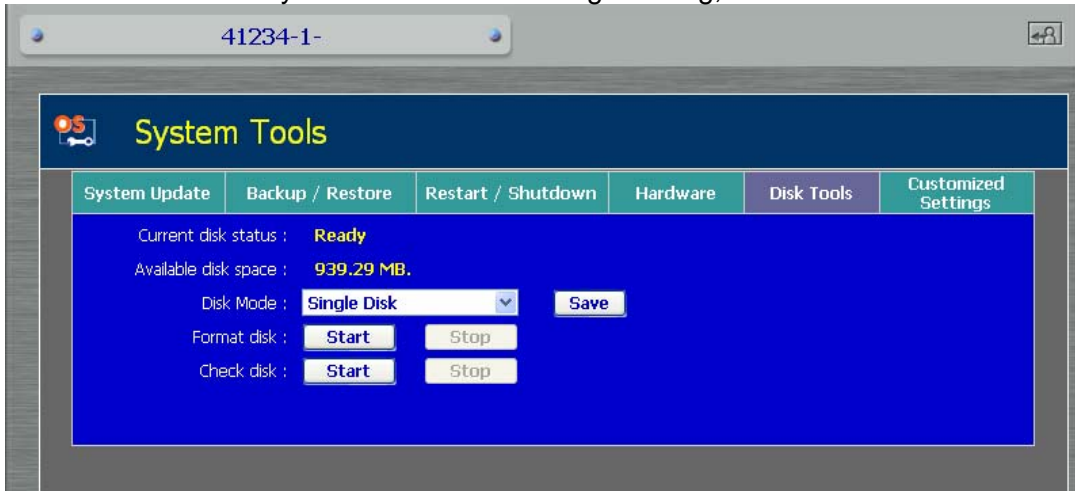 41234-1-
OS System Tools
System Update Backup / Restore Restart / Shutdown Hardware Disk Tools Customized Settings
Current disk status : Ready
Available disk space : 939.29 MB.
Disk Mode : Single Disk Save
Format disk : Start Stop
Check disk : Start Stop